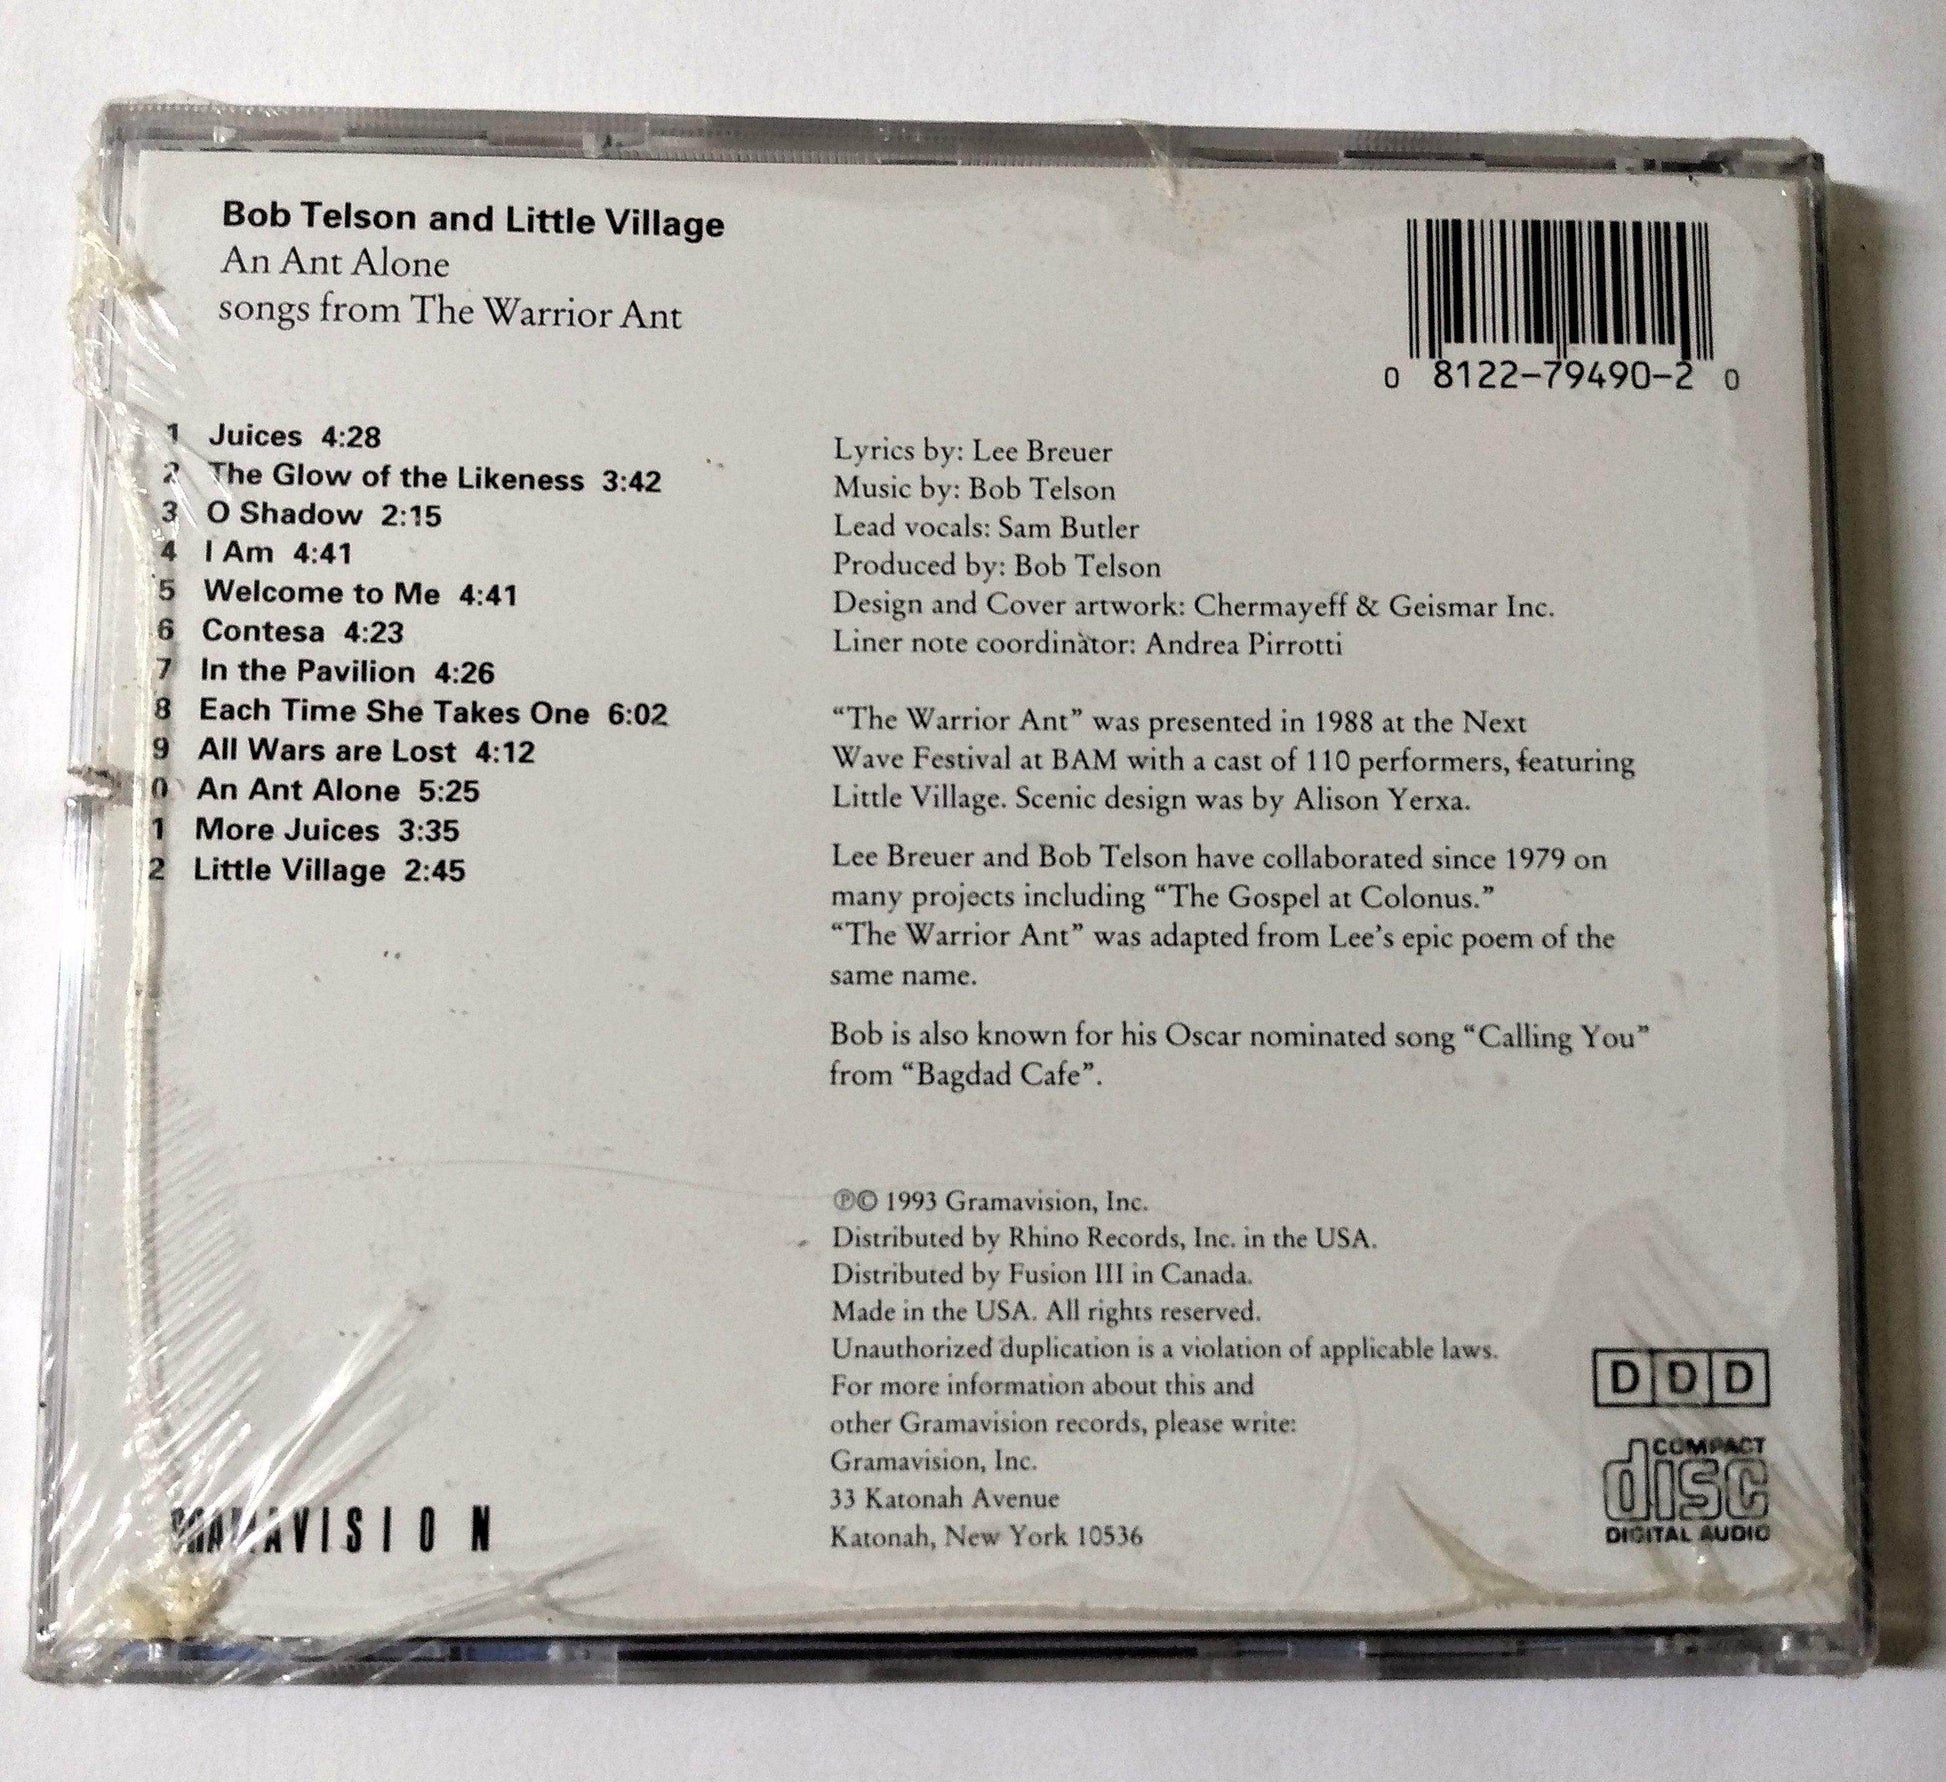 Bob Telson and Little Village
An Ant Alone
songs from The Warrior Ant
0 8122-79490-2 0
1 Juices 4:28
2 The Glow of the Likeness 3:42
3 O Shadow 2:15
4 I Am 4:41
5 Welcome to Me 4:41
6 Contesa 4:23
7 In the Pavilion 4:26
8 Each Time She Takes One 6:02
9 All Wars are Lost 4:12
0 An Ant Alone 5:25
1 More Juices 3:35
2 Little Village 2:45
Lyrics by: Lee Breuer
Music by: Bob Telson
Lead vocals: Sam Butler
Produced by: Bob Telson
Design and Cover artwork: Chermayeff & Geismar Inc.
Liner note coordinator: Andrea Pirrotti
“The Warrior Ant” was presented in 1988 at the Next
Wave Festival at BAM with a cast of 110 performers, featuring
Little Village. Scenic design was by Alison Yerxa.
Lee Breuer and Bob Telson have collaborated since 1979 on
many projects including “The Gospel at Colonus.”
“The Warrior Ant” was adapted from Lee’s epic poem of the
same name.
Bob is also known for his Oscar nominated song “Calling You”
from “Bagdad Cafe”.
℗© 1993 Gramavision, Inc.
Distributed by Rhino Records, Inc. in the USA.
Distributed by Fusion III in Canada.
Made in the USA. All rights reserved.
Unauthorized duplication is a violation of applicable laws.
For more information about this and
other Gramavision records, please write:
Gramavision, Inc.
33 Katonah Avenue
Katonah, New York 10536
GRAMAVISION
DDD
COMPACT
disc
DIGITAL AUDIO